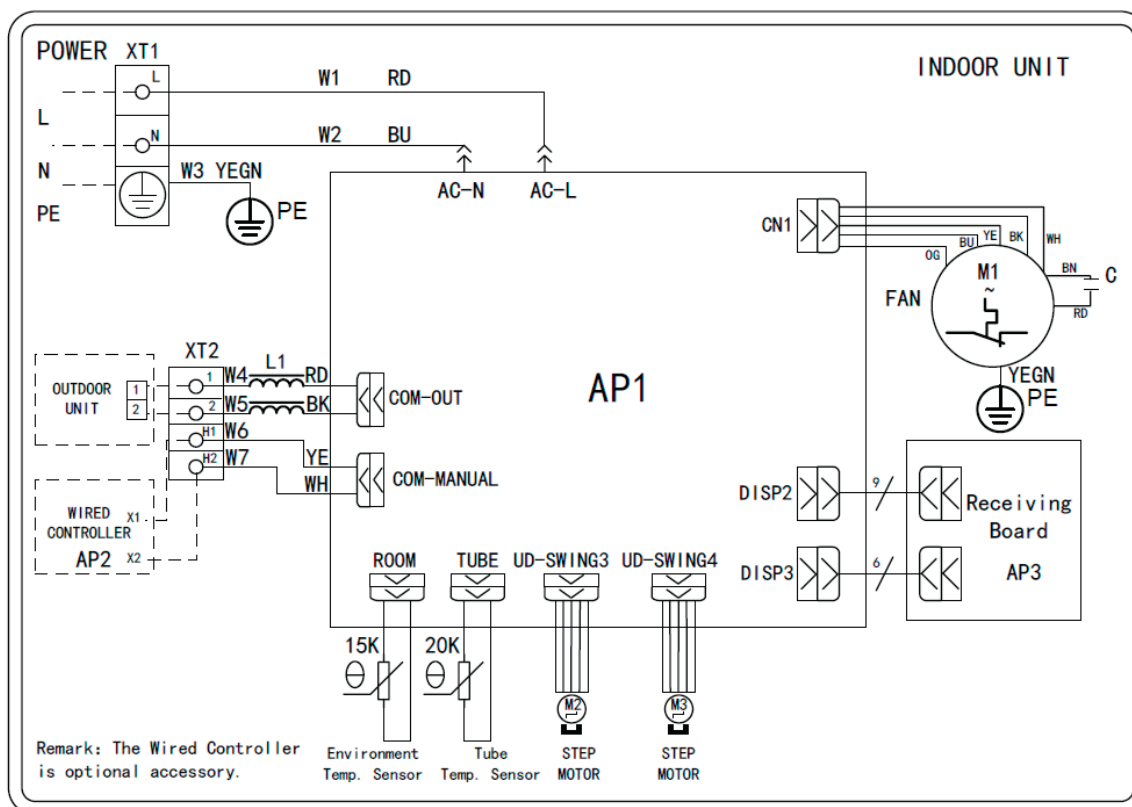 POWER XT1
INDOOR UNIT
L
W1 RD
L
N
W2 BU
N
W3 YEGN
PE
PE
AC-N AC-L
CN1
OG BU YE BK WH
M1
~
BN
C
RD
FAN
YEGN
PE
XT2
OUTDOOR
UNIT
1
2
1 W4 L1 RD
2 W5 BK
COM-OUT
H1 W6 YE
H2 W7 WH
COM-MANUAL
AP1
WIRED X1
CONTROLLER
AP2 X2
DISP2 9
Receiving
Board
AP3
DISP3 6
ROOM TUBE UD-SWING3 UD-SWING4
15K 20K
θ θ
M2 M3
Environment
Temp. Sensor
Tube
Temp. Sensor
STEP
MOTOR
STEP
MOTOR
Remark: The Wired Controller
is optional accessory.